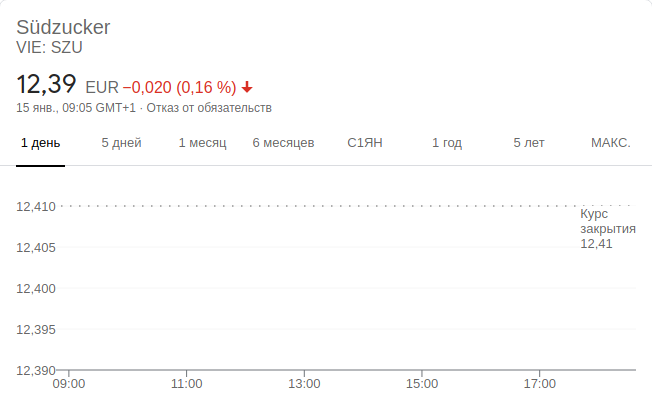 Südzucker
VIE: SZU
12,39 EUR −0,020 (0,16 %)
15 янв., 09:05 GMT+1 · Отказ от обязательств
1 день 5 дней 1 месяц 6 месяцев С1ЯН 1 год 5 лет МАКС.
12,410
Курс
закрытия
12,41
12,405
12,400
12,395
12,390
09:00 11:00 13:00 15:00 17:00